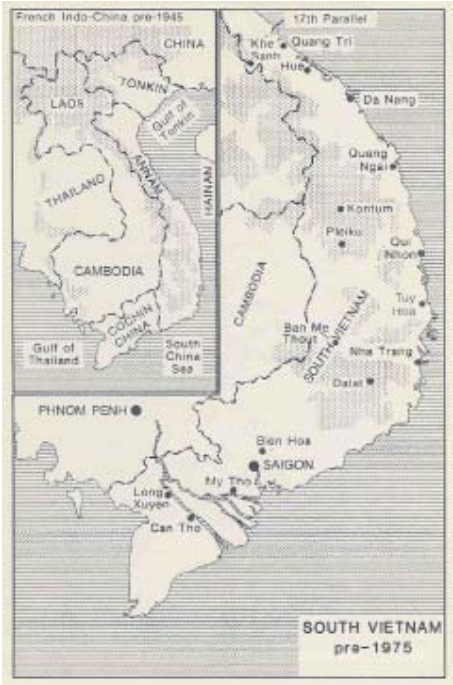 French Indo-China pre-1945
CHINA
TONKIN
LAOS
Gulf of
Tonkin
HAINAN
ANNAM
THAILAND
CAMBODIA
COCHIN
CHINA
Gulf of
Thailand
South
China
Sea
17th Parallel
Khe
Sanh
Quang Tri
Hue
Da Nang
Quang
Ngai
Kontum
Pleiku
Qui
Nhon
CAMBODIA
Tuy
Hoa
Ban Me
Thout
SOUTH VIETNAM
Nha Trang
Dalat
PHNOM PENH
Bien Hoa
SAIGON
My Tho
Long
Xuyen
Can Tho
SOUTH VIETNAM
pre-1975